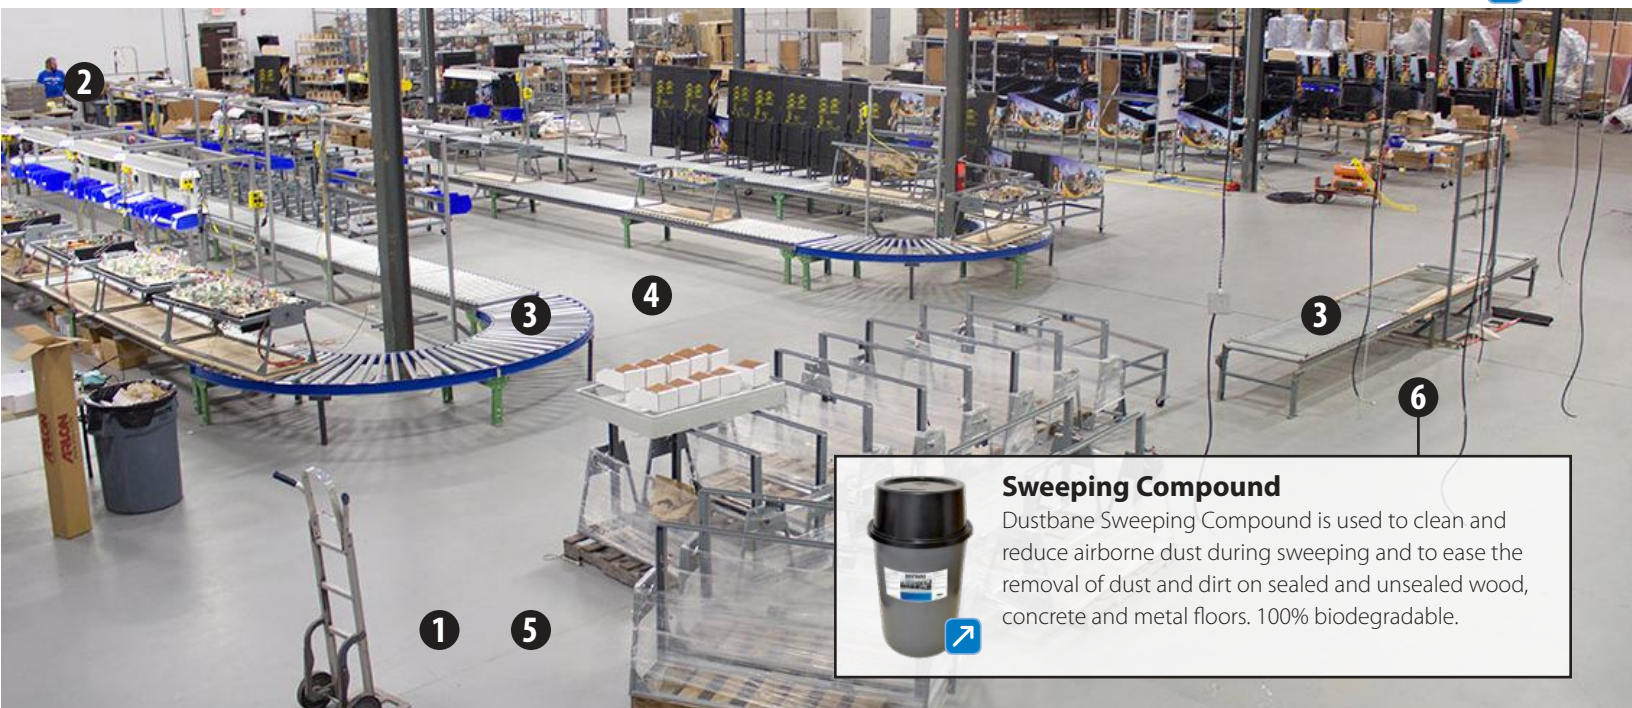 2
3
4
3
6
Sweeping Compound
Dustbane Sweeping Compound is used to clean and
reduce airborne dust during sweeping and to ease the
removal of dust and dirt on sealed and unsealed wood,
concrete and metal floors. 100% biodegradable.
1
5
ARLON
ARLON